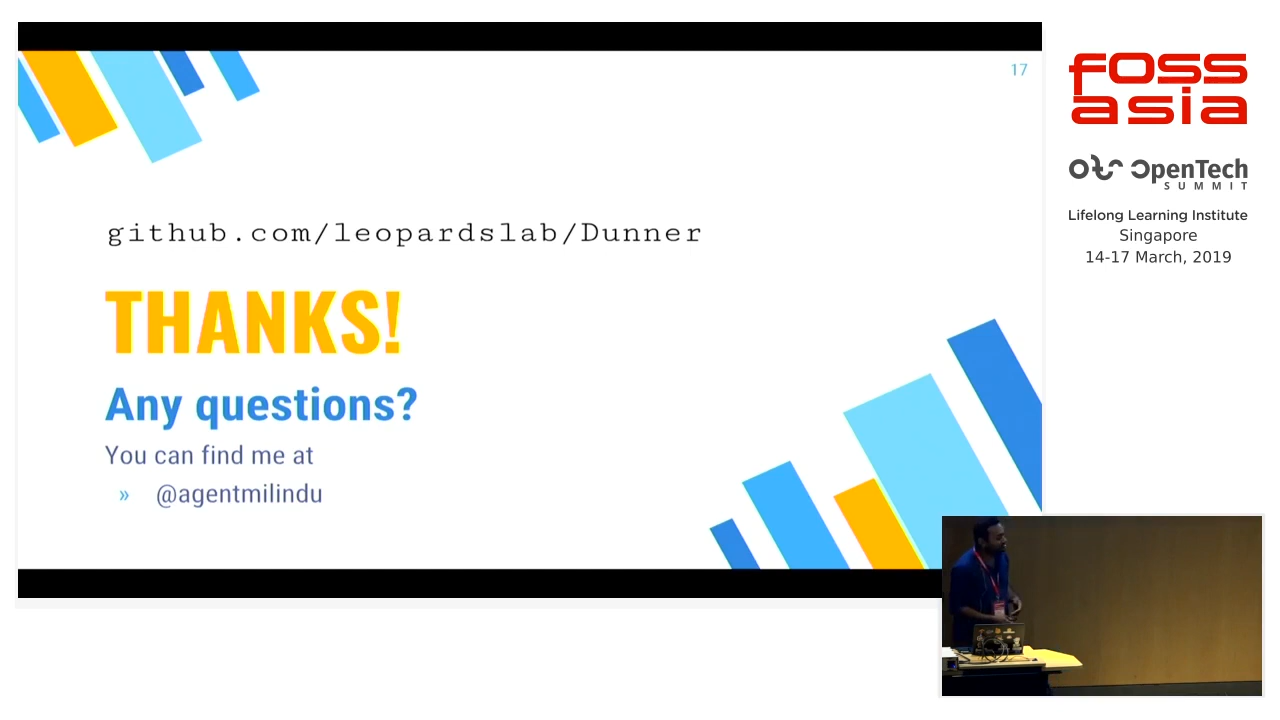 17
github.com/leopardslab/Dunner
THANKS!
Any questions?
You can find me at
» @agentmilindu
foss
asia
OpenTech
SUMMIT
Lifelong Learning Institute
Singapore
14-17 March, 2019